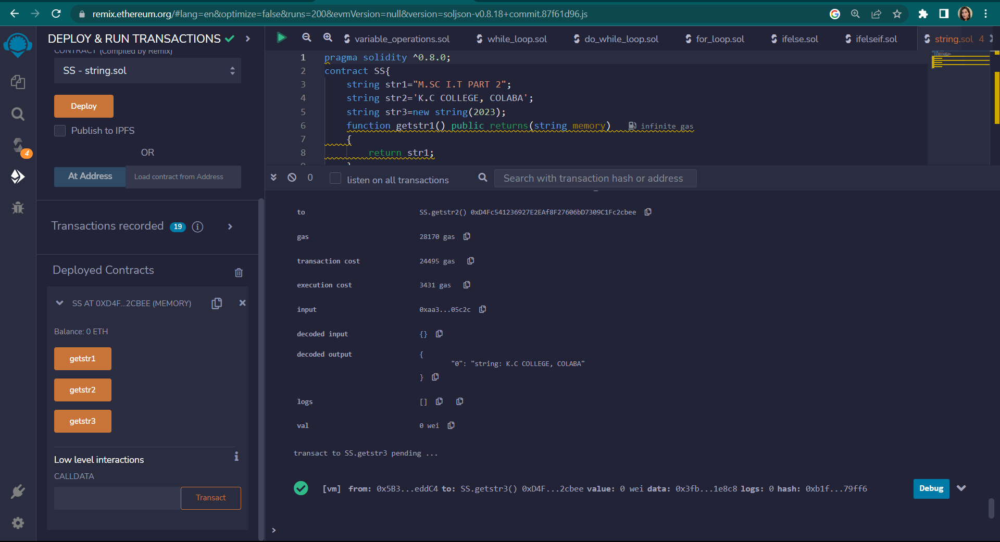 remix.ethereum.org/#lang=en&optimize=false&runs=200&evmVersion=null&version=soljson-v0.8.18+commit.87f61d96.js
DEPLOY & RUN TRANSACTIONS
CONTRACT (Compiled by Remix)
SS - string.sol
Deploy
Publish to IPFS
OR
At Address Load contract from Address
Transactions recorded 19
Deployed Contracts
SS AT 0XD4F...2CBEE (MEMORY)
Balance: 0 ETH
getstr1
getstr2
getstr3
Low level interactions
CALLDATA
Transact
4
variable_operations.sol while_loop.sol do_while_loop.sol for_loop.sol ifelse.sol ifelseif.sol string.sol 4
1 pragma solidity ^0.8.0;
2 contract SS{
3 string str1="M.SC I.T PART 2";
4 string str2='K.C COLLEGE, COLABA';
5 string str3=new string(2023);
6 function getstr1() public returns(string memory) infinite gas
7 {
8 return str1;
0 listen on all transactions Search with transaction hash or address
to SS.getstr2() 0xD4Fc541236927E2EAf8F27606bD7309C1Fc2cbee
gas 28170 gas
transaction cost 24495 gas
execution cost 3431 gas
input 0xaa3...05c2c
decoded input {}
decoded output {
"0": "string: K.C COLLEGE, COLABA"
}
logs []
val 0 wei
transact to SS.getstr3 pending ...
[vm] from: 0x5B3...eddC4 to: SS.getstr3() 0xD4F...2cbee value: 0 wei data: 0x3fb...1e8c8 logs: 0 hash: 0xb1f...79ff6 Debug
>